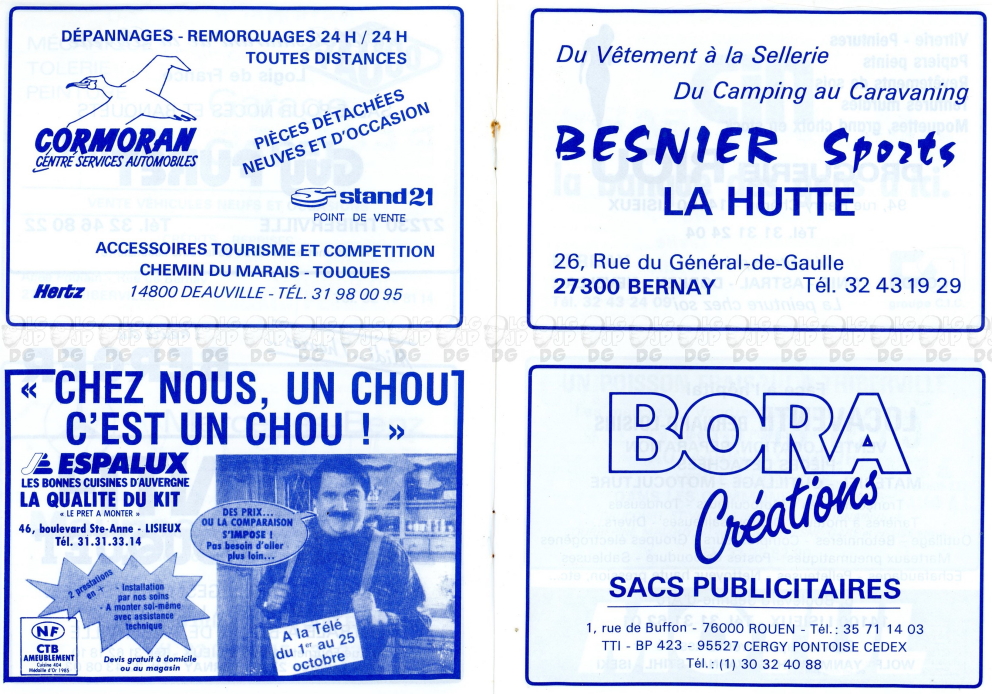 DÉPANNAGES - REMORQUAGES 24 H / 24 H
TOUTES DISTANCES
CORMORAN
CENTRE SERVICES AUTOMOBILES
PIÈCES DÉTACHÉES
NEUVES ET D'OCCASION
stand21
POINT DE VENTE
ACCESSOIRES TOURISME ET COMPETITION
CHEMIN DU MARAIS - TOUQUES
Hertz
14800 DEAUVILLE - TÉL. 31 98 00 95
Du Vêtement à la Sellerie
Du Camping au Caravaning
BESNIER Sports
LA HUTTE
26, Rue du Général-de-Gaulle
27300 BERNAY Tél. 32 43 19 29
« CHEZ NOUS, UN CHOU
C'EST UN CHOU ! »
ESPALUX
LES BONNES CUISINES D'AUVERGNE
LA QUALITE DU KIT
« LE PRET A MONTER »
46, boulevard Ste-Anne - LISIEUX
Tél. 31.31.33.14
DES PRIX...
OU LA COMPARAISON
S'IMPOSE !
Pas besoin d'aller
plus loin...
2 prestations
en +
- Installation
par nos soins
- A monter soi-même
avec assistance
technique
NF
CTB
AMEUBLEMENT
Cuisine 404
Médaille d'Or 1985
Devis gratuit à domicile
ou au magasin
A la Télé
du 1er au 25
octobre
BORA
Créations
SACS PUBLICITAIRES
1, rue de Buffon - 76000 ROUEN - Tél. : 35 71 14 03
TTI - BP 423 - 95527 CERGY PONTOISE CEDEX
Tél. : (1) 30 32 40 88